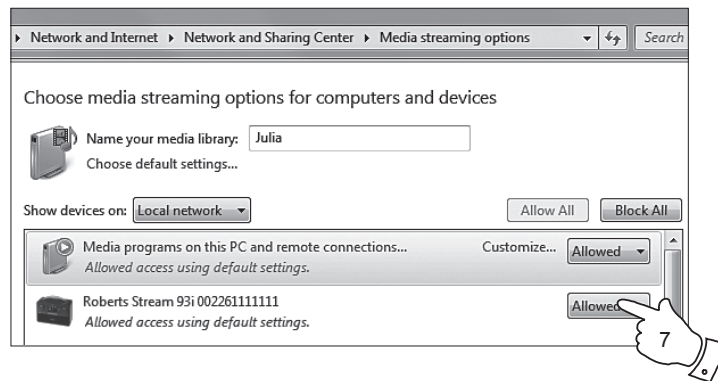 Network and Internet Network and Sharing Center Media streaming options Search
Choose media streaming options for computers and devices
Name your media library: Julia
Choose default settings...
Show devices on: Local network Allow All Block All
Media programs on this PC and remote connections... Customize... Allowed
Allowed access using default settings.
Roberts Stream 93i 002261111111 Allowed
Allowed access using default settings.
7